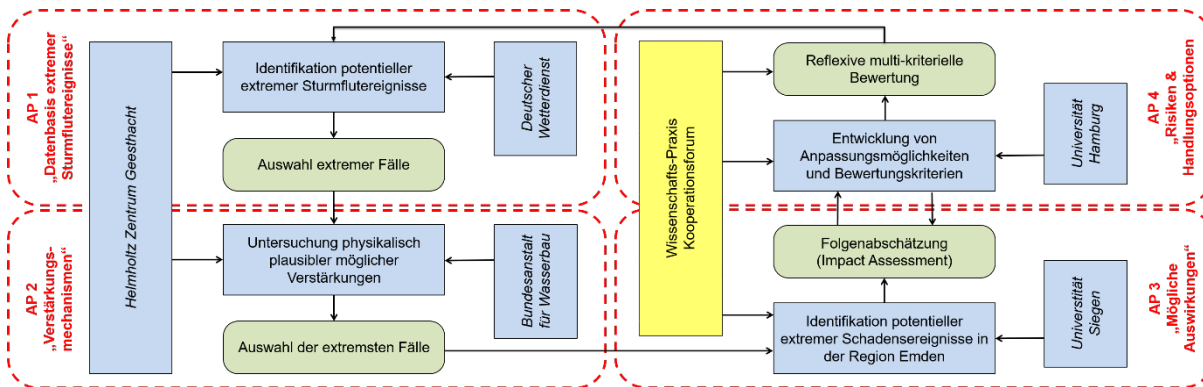 AP 1
„Datenbasis extremer
Sturmflutereignisse“
Helmholtz Zentrum Geesthacht
Identifikation potentieller
extremer Sturmflutereignisse
Deutscher
Wetterdienst
Auswahl extremer Fälle
AP 2
„Verstärkungs-
mechanismen“
Untersuchung physikalisch
plausibler möglicher
Verstärkungen
Bundesanstalt
für Wasserbau
Auswahl der extremsten Fälle
Wissenschafts-Praxis
Kooperationsforum
Reflexive multi-kriterielle
Bewertung
Entwicklung von
Anpassungsmöglichkeiten
und Bewertungskriterien
Universität
Hamburg
AP 4
„Risiken &
Handlungsoptionen
Folgenabschätzung
(Impact Assessment)
Identifikation potentieller
extremer Schadensereignisse in
der Region Emden
Universtität
Siegen
AP 3
„Mögliche
Auswirkungen“